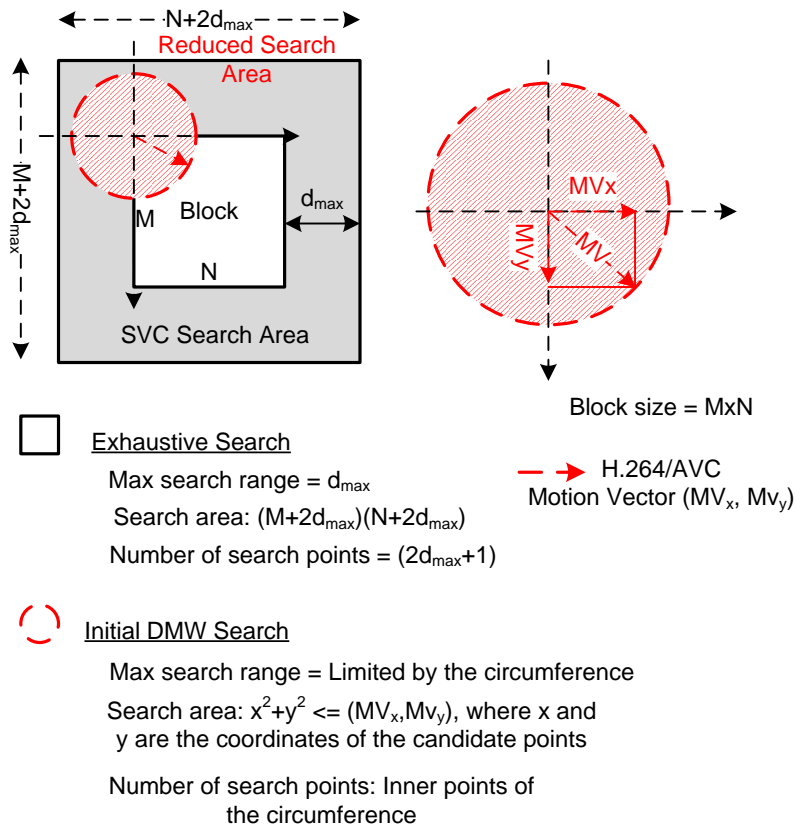 N+2dmax
Reduced Search
Area
M+2dmax
M
Block
dmax
N
SVC Search Area
MVx
MVy
MV
Block size = MxN
Exhaustive Search
Max search range = dmax
Search area: (M+2dmax)(N+2dmax)
Number of search points = (2dmax+1)
H.264/AVC
Motion Vector (MVx, Mvy)
Initial DMW Search
Max search range = Limited by the circumference
Search area: x²+y² <= (MVx,Mvy), where x and
y are the coordinates of the candidate points
Number of search points: Inner points of
the circumference